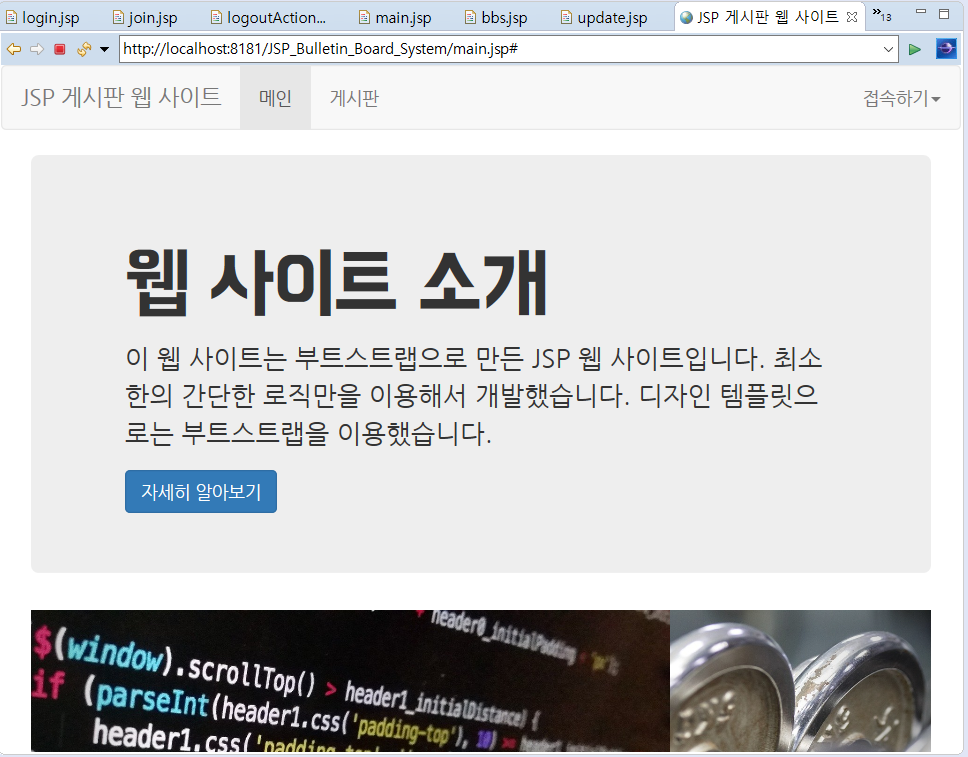 login.jsp join.jsp logoutAction... main.jsp bbs.jsp update.jsp JSP 게시판 웹 사이트 »13
http://localhost:8181/JSP_Bulletin_Board_System/main.jsp#
JSP 게시판 웹 사이트 메인 게시판 접속하기
웹 사이트 소개
이 웹 사이트는 부트스트랩으로 만든 JSP 웹 사이트입니다. 최소
한의 간단한 로직만을 이용해서 개발했습니다. 디자인 템플릿으
로는 부트스트랩을 이용했습니다.
자세히 알아보기
header0_initialPadding
$(window).scrollTop() > header1_initialDistance) {
if (parseInt(header1.css('padding-top'), 10) >=
header1.css('padding-top'